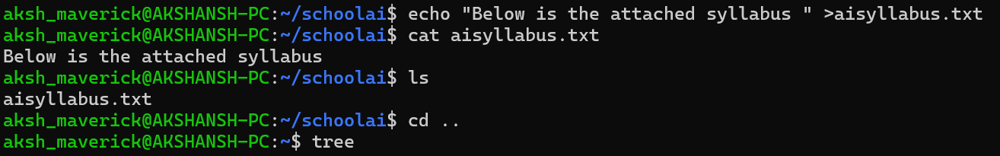 aksh_maverick@AKSHANSH-PC:~/schoolai$ echo "Below is the attached syllabus " >aisyllabus.txt
aksh_maverick@AKSHANSH-PC:~/schoolai$ cat aisyllabus.txt
Below is the attached syllabus
aksh_maverick@AKSHANSH-PC:~/schoolai$ ls
aisyllabus.txt
aksh_maverick@AKSHANSH-PC:~/schoolai$ cd ..
aksh_maverick@AKSHANSH-PC:~$ tree